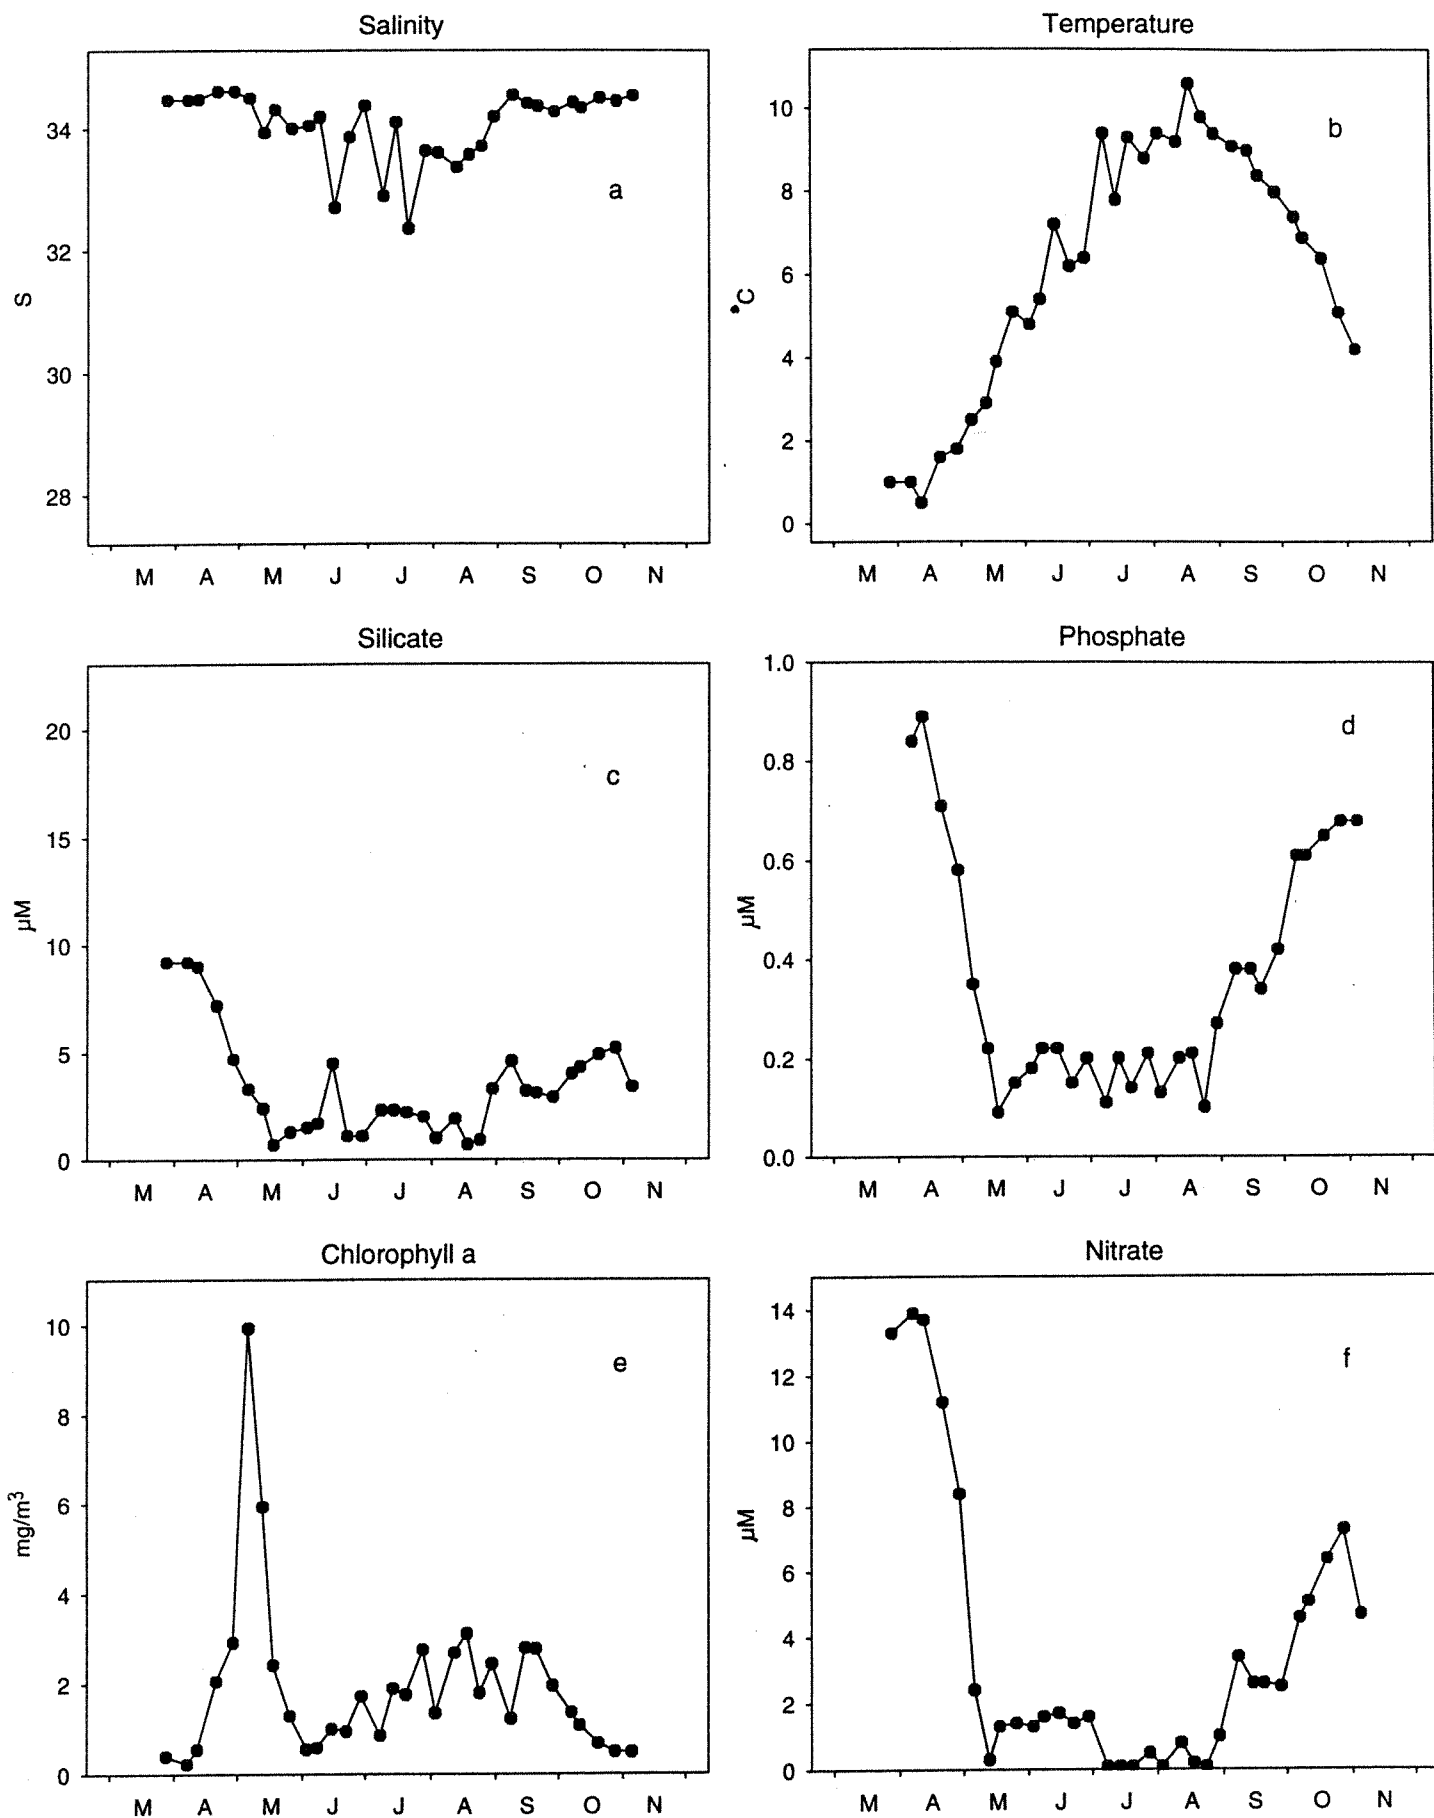 Salinity
34
32
30
28
S
a
M A M J J A S O N
Temperature
10
8
6
4
2
0
°C
b
M A M J J A S O N
Silicate
20
15
10
5
0
µM
c
M A M J J A S O N
Phosphate
1.0
0.8
0.6
0.4
0.2
0.0
µM
d
M A M J J A S O N
Chlorophyll a
10
8
6
4
2
0
mg/m³
e
M A M J J A S O N
Nitrate
14
12
10
8
6
4
2
0
µM
f
M A M J J A S O N